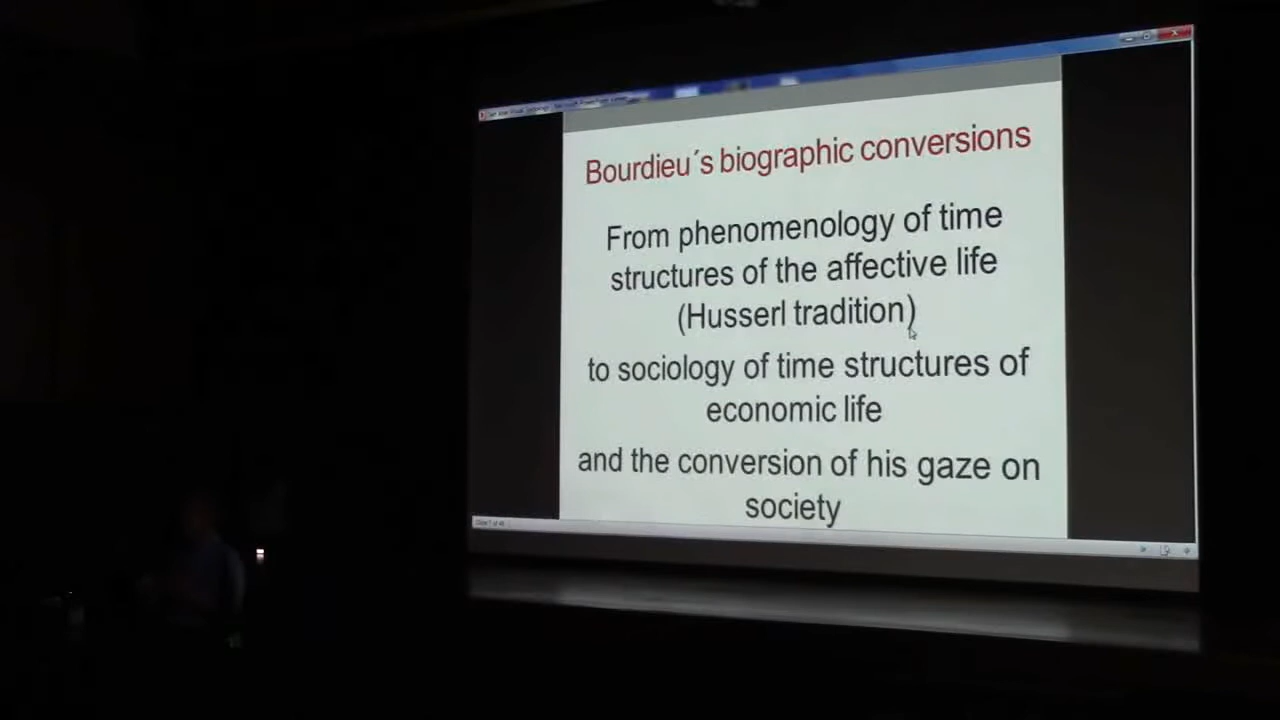 Bourdieu´s biographic conversions
From phenomenology of time
structures of the affective life
(Husserl tradition)
to sociology of time structures of
economic life
and the conversion of his gaze on
society